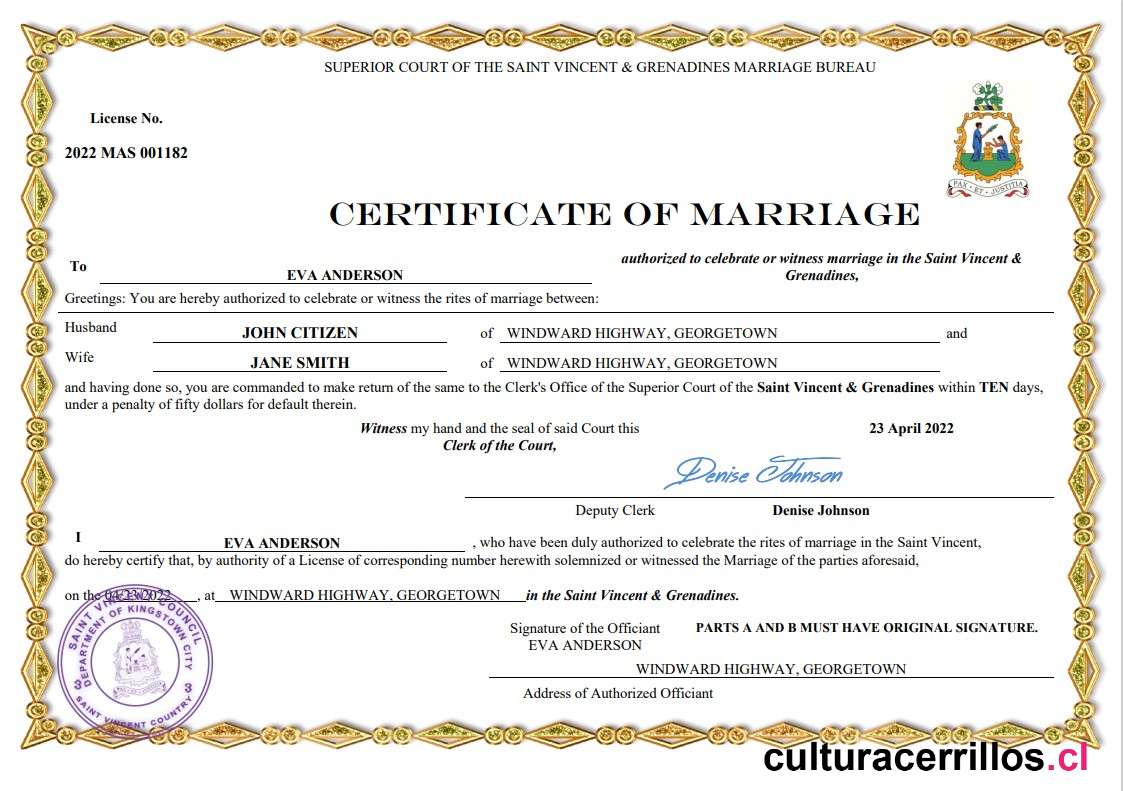 SUPERIOR COURT OF THE SAINT VINCENT & GRENADINES MARRIAGE BUREAU
License No.
2022 MAS 001182
PAX • ET • JUSTITIA
CERTIFICATE OF MARRIAGE
To EVA ANDERSON authorized to celebrate or witness marriage in the Saint Vincent &
Grenadines,
Greetings: You are hereby authorized to celebrate or witness the rites of marriage between:
Husband JOHN CITIZEN of WINDWARD HIGHWAY, GEORGETOWN and
Wife JANE SMITH of WINDWARD HIGHWAY, GEORGETOWN
and having done so, you are commanded to make return of the same to the Clerk's Office of the Superior Court of the Saint Vincent & Grenadines within TEN days,
under a penalty of fifty dollars for default therein.
Witness my hand and the seal of said Court this 23 April 2022
Clerk of the Court,
Denise Johnson
Deputy Clerk Denise Johnson
I EVA ANDERSON , who have been duly authorized to celebrate the rites of marriage in the Saint Vincent,
do hereby certify that, by authority of a License of corresponding number herewith solemnized or witnessed the Marriage of the parties aforesaid,
on the 04/23/2022 , at WINDWARD HIGHWAY, GEORGETOWN in the Saint Vincent & Grenadines.
Signature of the Officiant PARTS A AND B MUST HAVE ORIGINAL SIGNATURE.
EVA ANDERSON
WINDWARD HIGHWAY, GEORGETOWN
Address of Authorized Officiant
SAINT VINCENT COUNCIL
DEPARTMENT OF KINGSTOWN CITY
3 3
SAINT VINCENT COUNTRY
culturacerrillos.cl